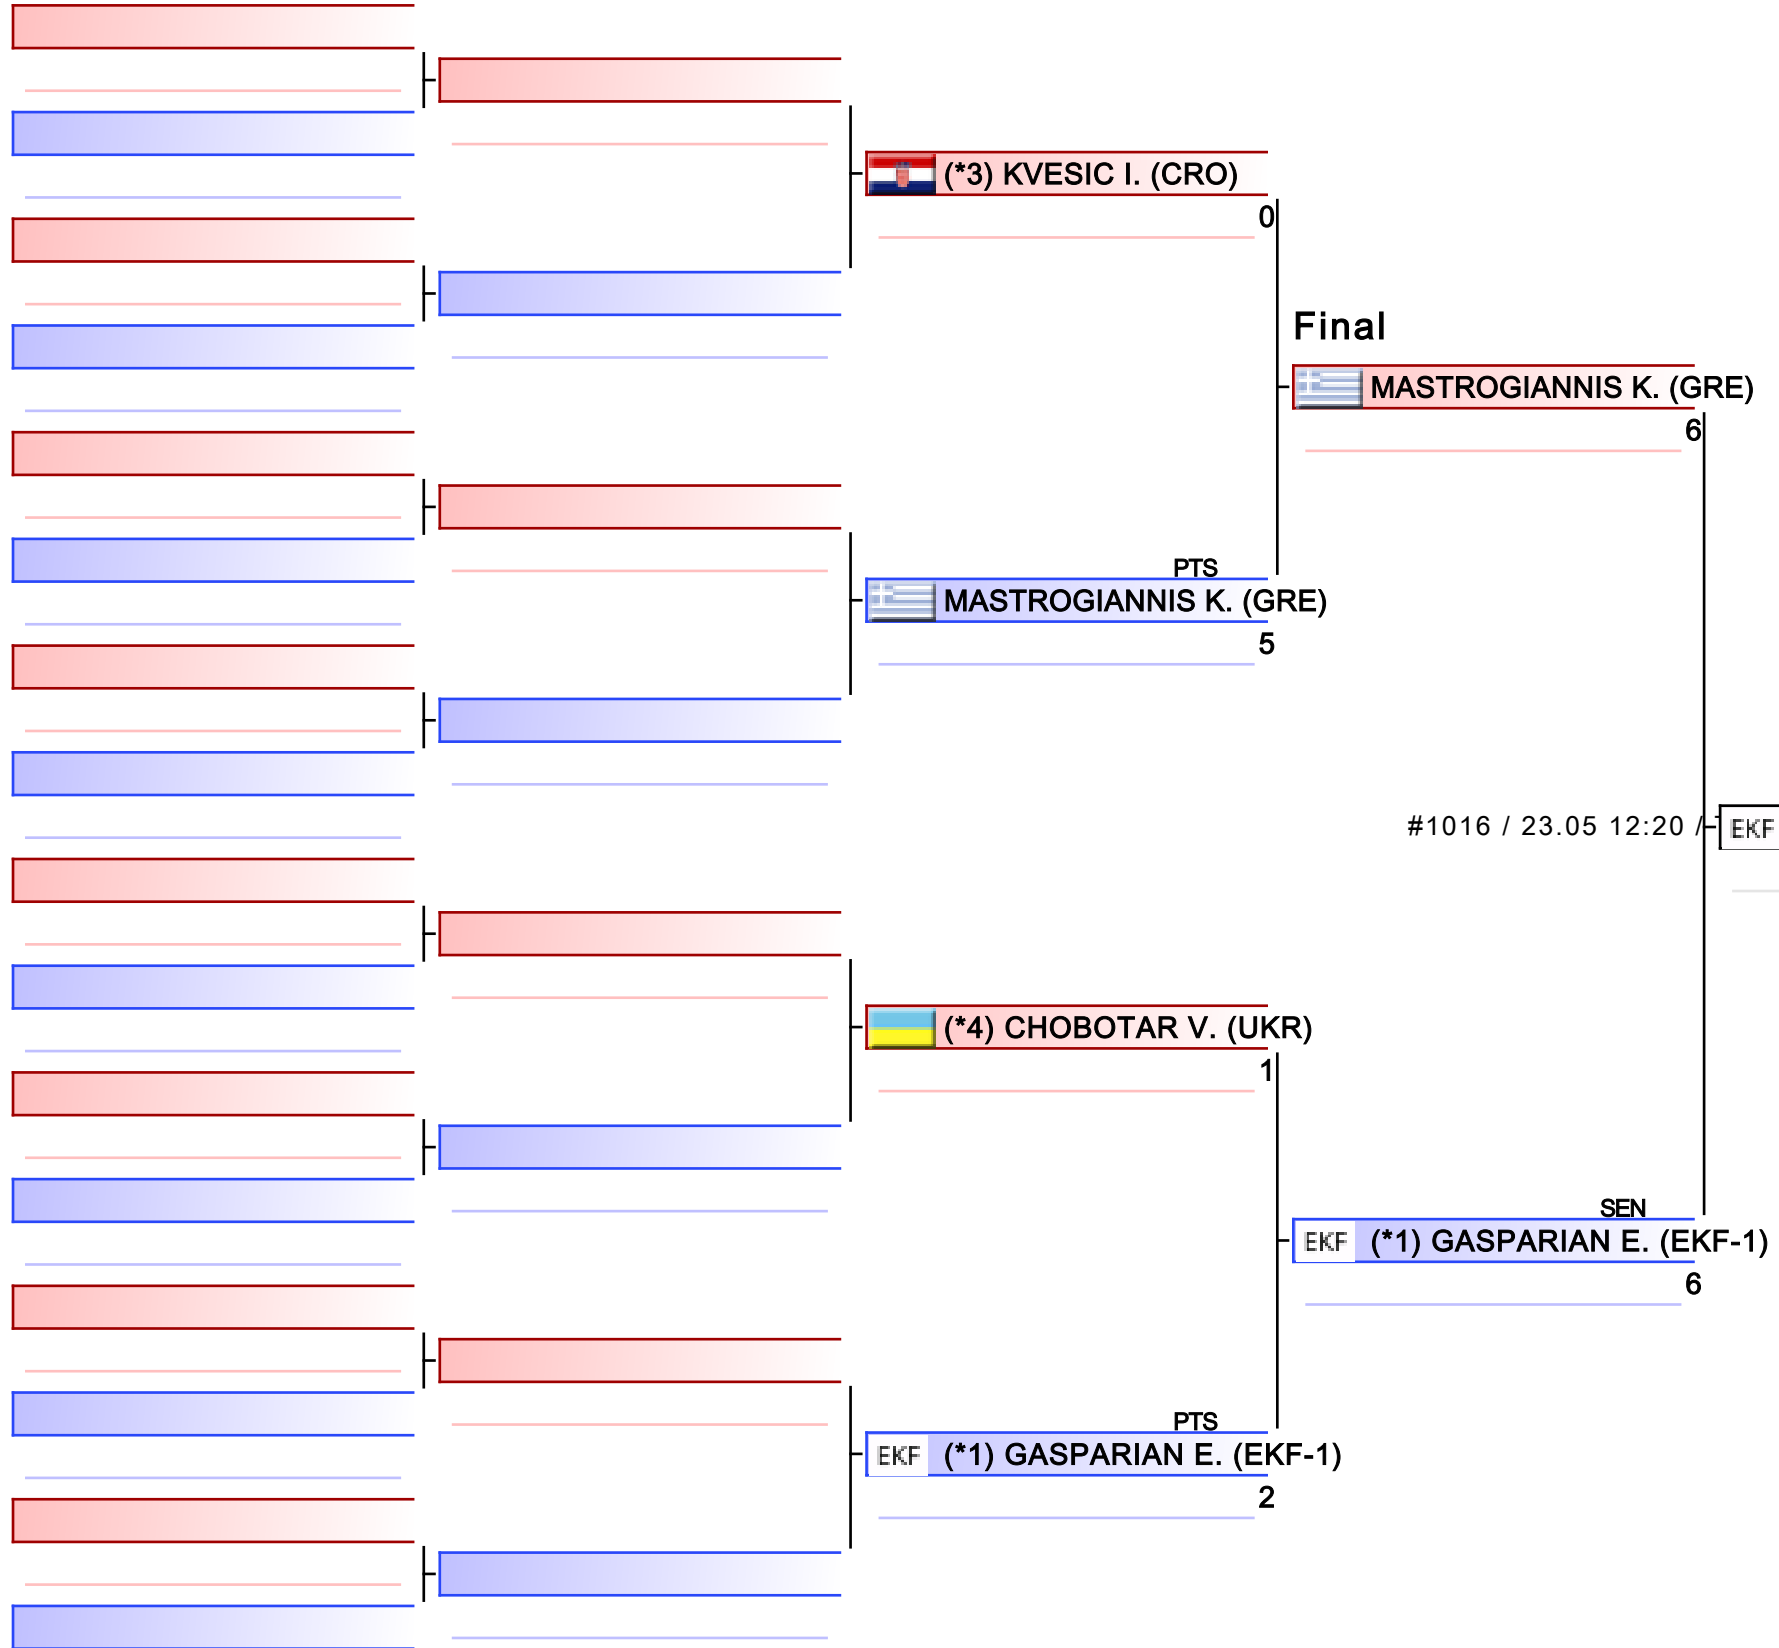 (*3) KVESIC I. (CRO)
0
Final
MASTROGIANNIS K. (GRE)
6
PTS
MASTROGIANNIS K. (GRE)
5
#1016 / 23.05 12:20 /
EKF
(*4) CHOBOTAR V. (UKR)
1
SEN
EKF (*1) GASPARIAN E. (EKF-1)
6
PTS
EKF (*1) GASPARIAN E. (EKF-1)
2